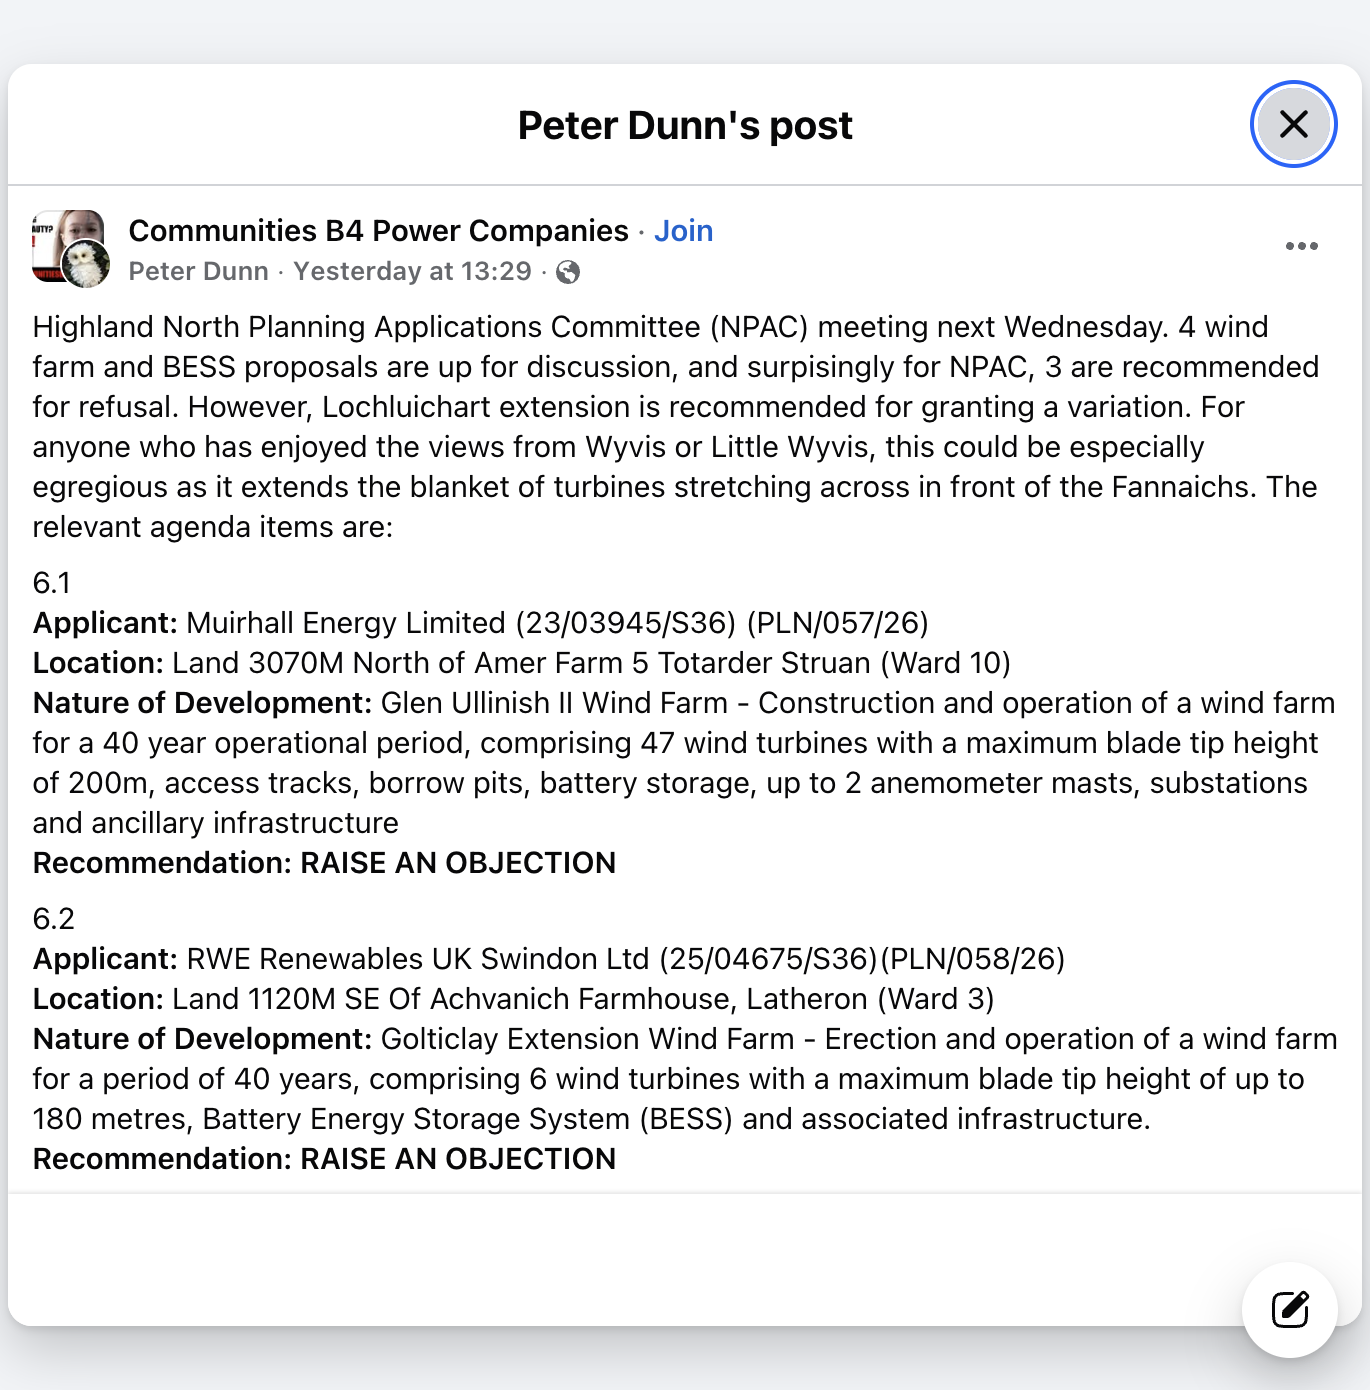 Peter Dunn's post
Communities B4 Power Companies · Join
Peter Dunn · Yesterday at 13:29 ·
Highland North Planning Applications Committee (NPAC) meeting next Wednesday. 4 wind
farm and BESS proposals are up for discussion, and surpisingly for NPAC, 3 are recommended
for refusal. However, Lochluichart extension is recommended for granting a variation. For
anyone who has enjoyed the views from Wyvis or Little Wyvis, this could be especially
egregious as it extends the blanket of turbines stretching across in front of the Fannaichs. The
relevant agenda items are:
6.1
Applicant: Muirhall Energy Limited (23/03945/S36) (PLN/057/26)
Location: Land 3070M North of Amer Farm 5 Totarder Struan (Ward 10)
Nature of Development: Glen Ullinish II Wind Farm - Construction and operation of a wind farm
for a 40 year operational period, comprising 47 wind turbines with a maximum blade tip height
of 200m, access tracks, borrow pits, battery storage, up to 2 anemometer masts, substations
and ancillary infrastructure
Recommendation: RAISE AN OBJECTION
6.2
Applicant: RWE Renewables UK Swindon Ltd (25/04675/S36)(PLN/058/26)
Location: Land 1120M SE Of Achvanich Farmhouse, Latheron (Ward 3)
Nature of Development: Golticlay Extension Wind Farm - Erection and operation of a wind farm
for a period of 40 years, comprising 6 wind turbines with a maximum blade tip height of up to
180 metres, Battery Energy Storage System (BESS) and associated infrastructure.
Recommendation: RAISE AN OBJECTION